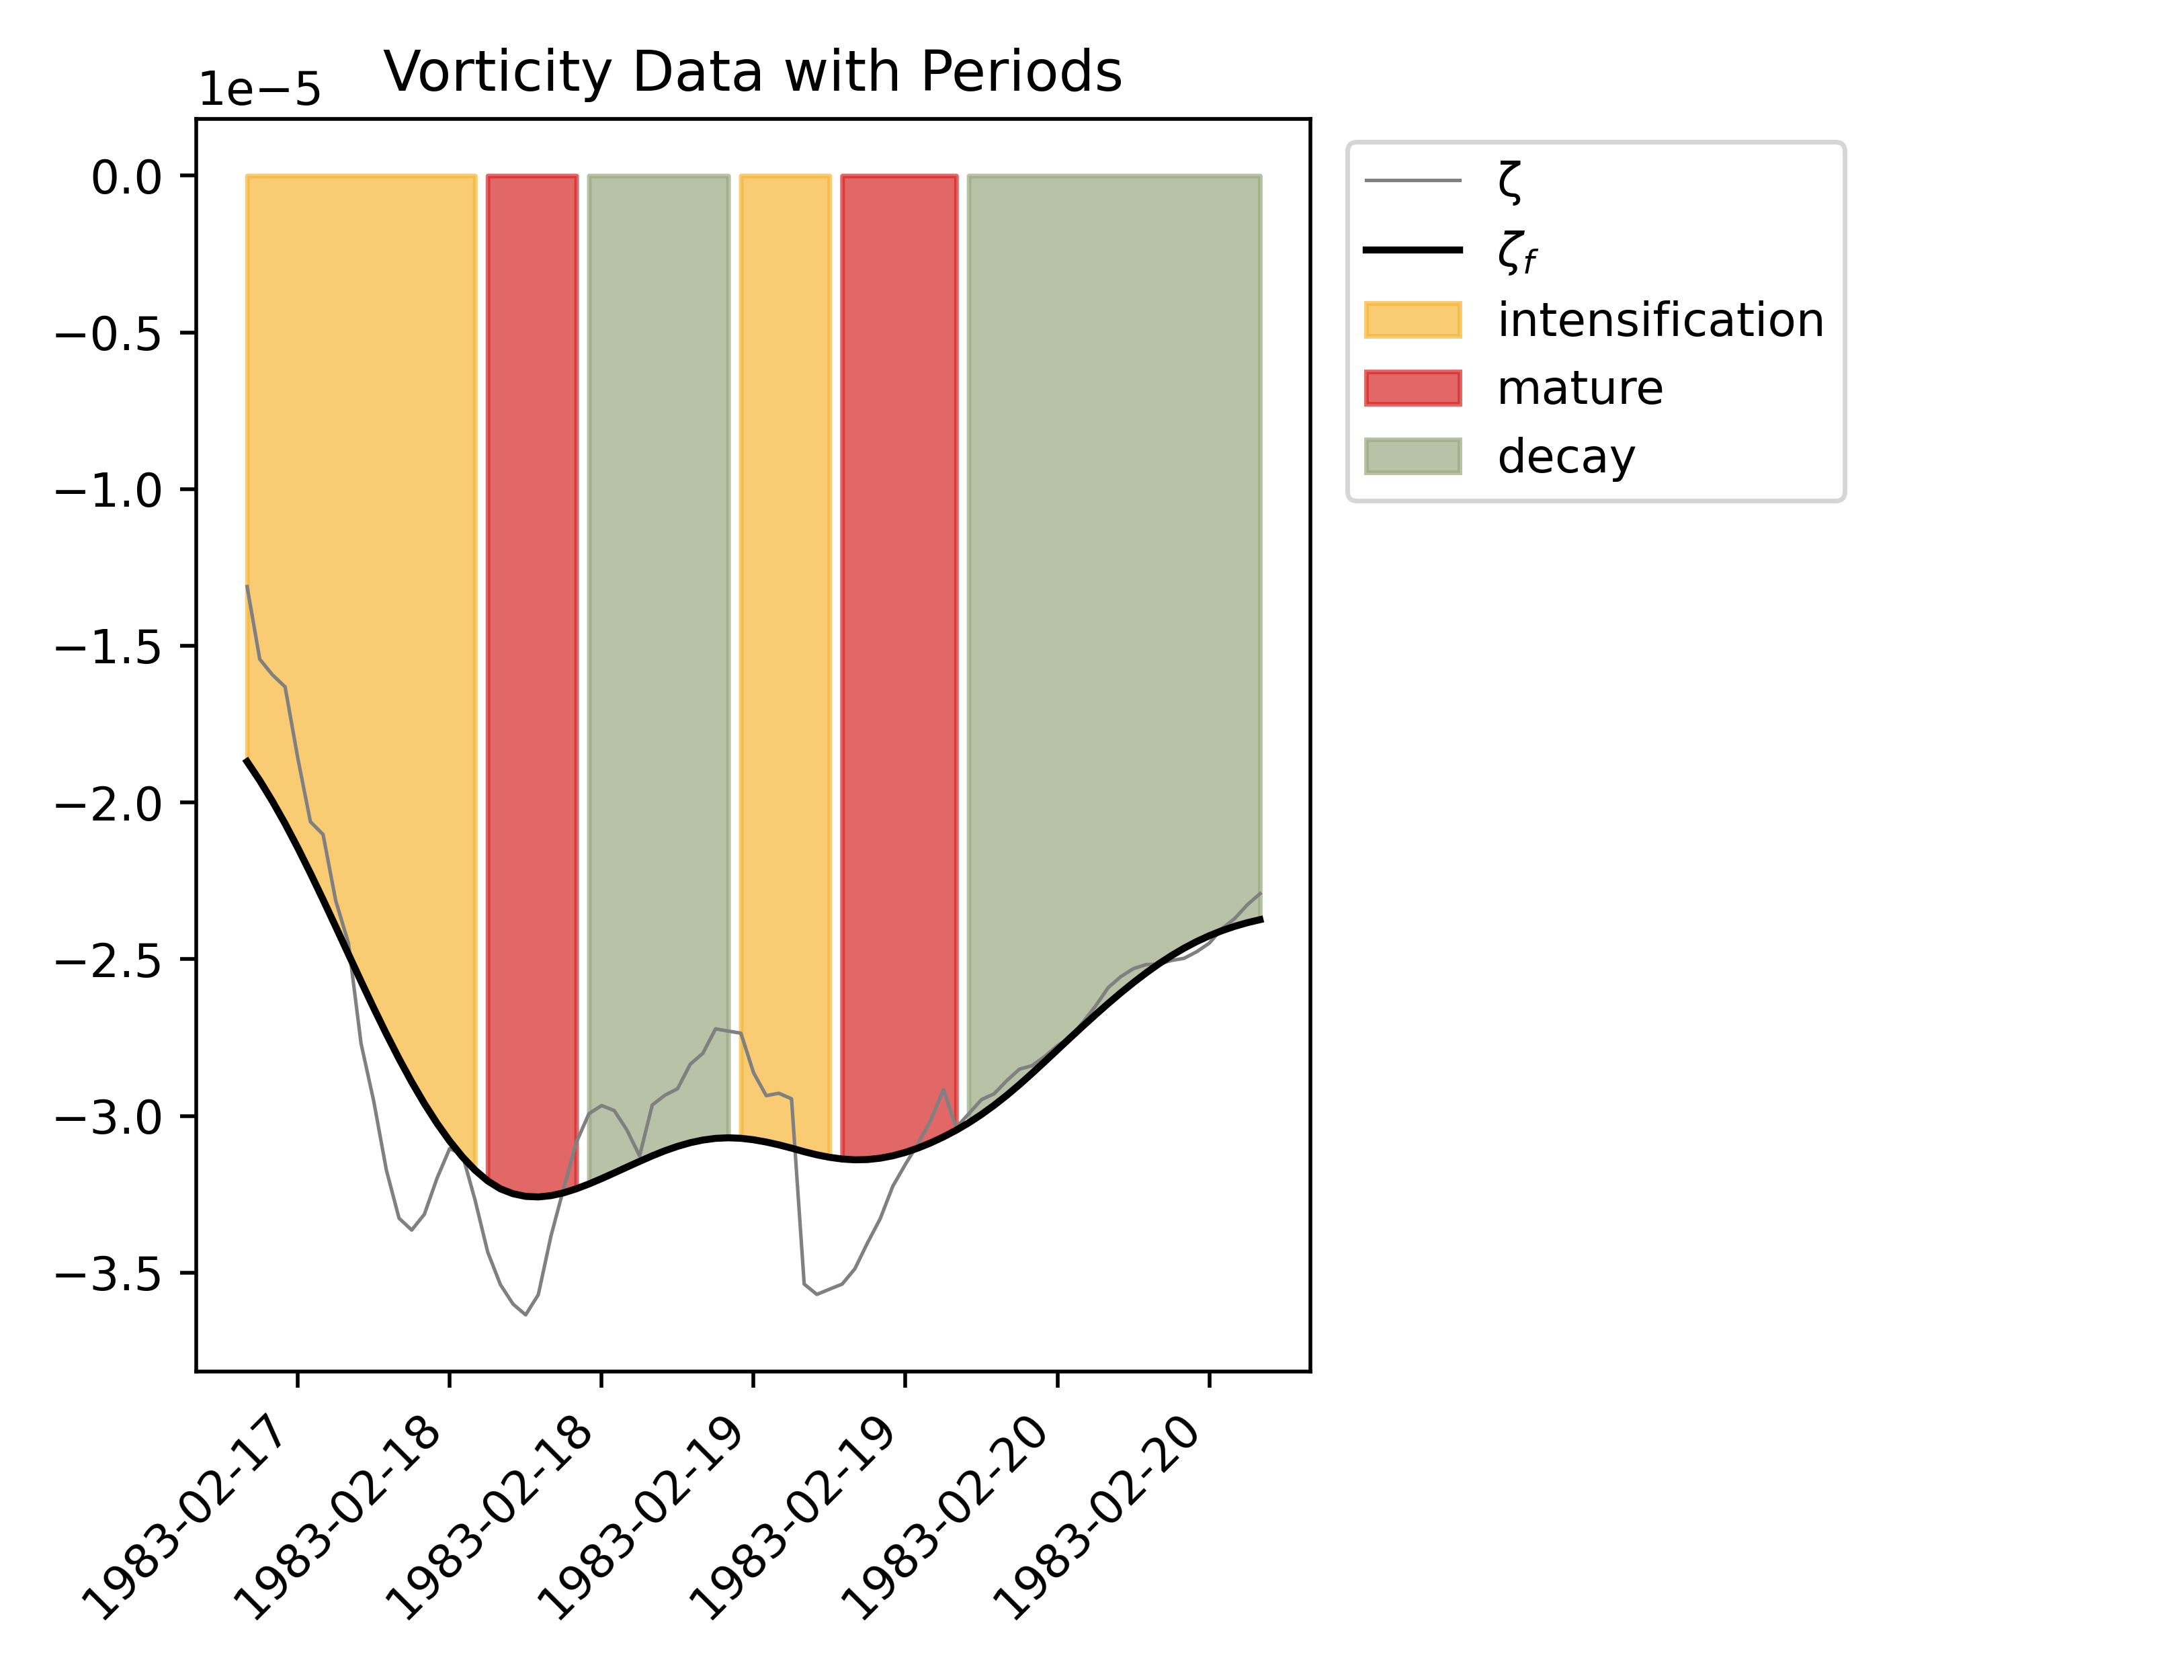 Vorticity Data with Periods
1e−5
0.0
−0.5
−1.0
−1.5
−2.0
−2.5
−3.0
−3.5
1983-02-17
1983-02-18
1983-02-18
1983-02-19
1983-02-19
1983-02-20
1983-02-20
ζ
ζf
intensification
mature
decay